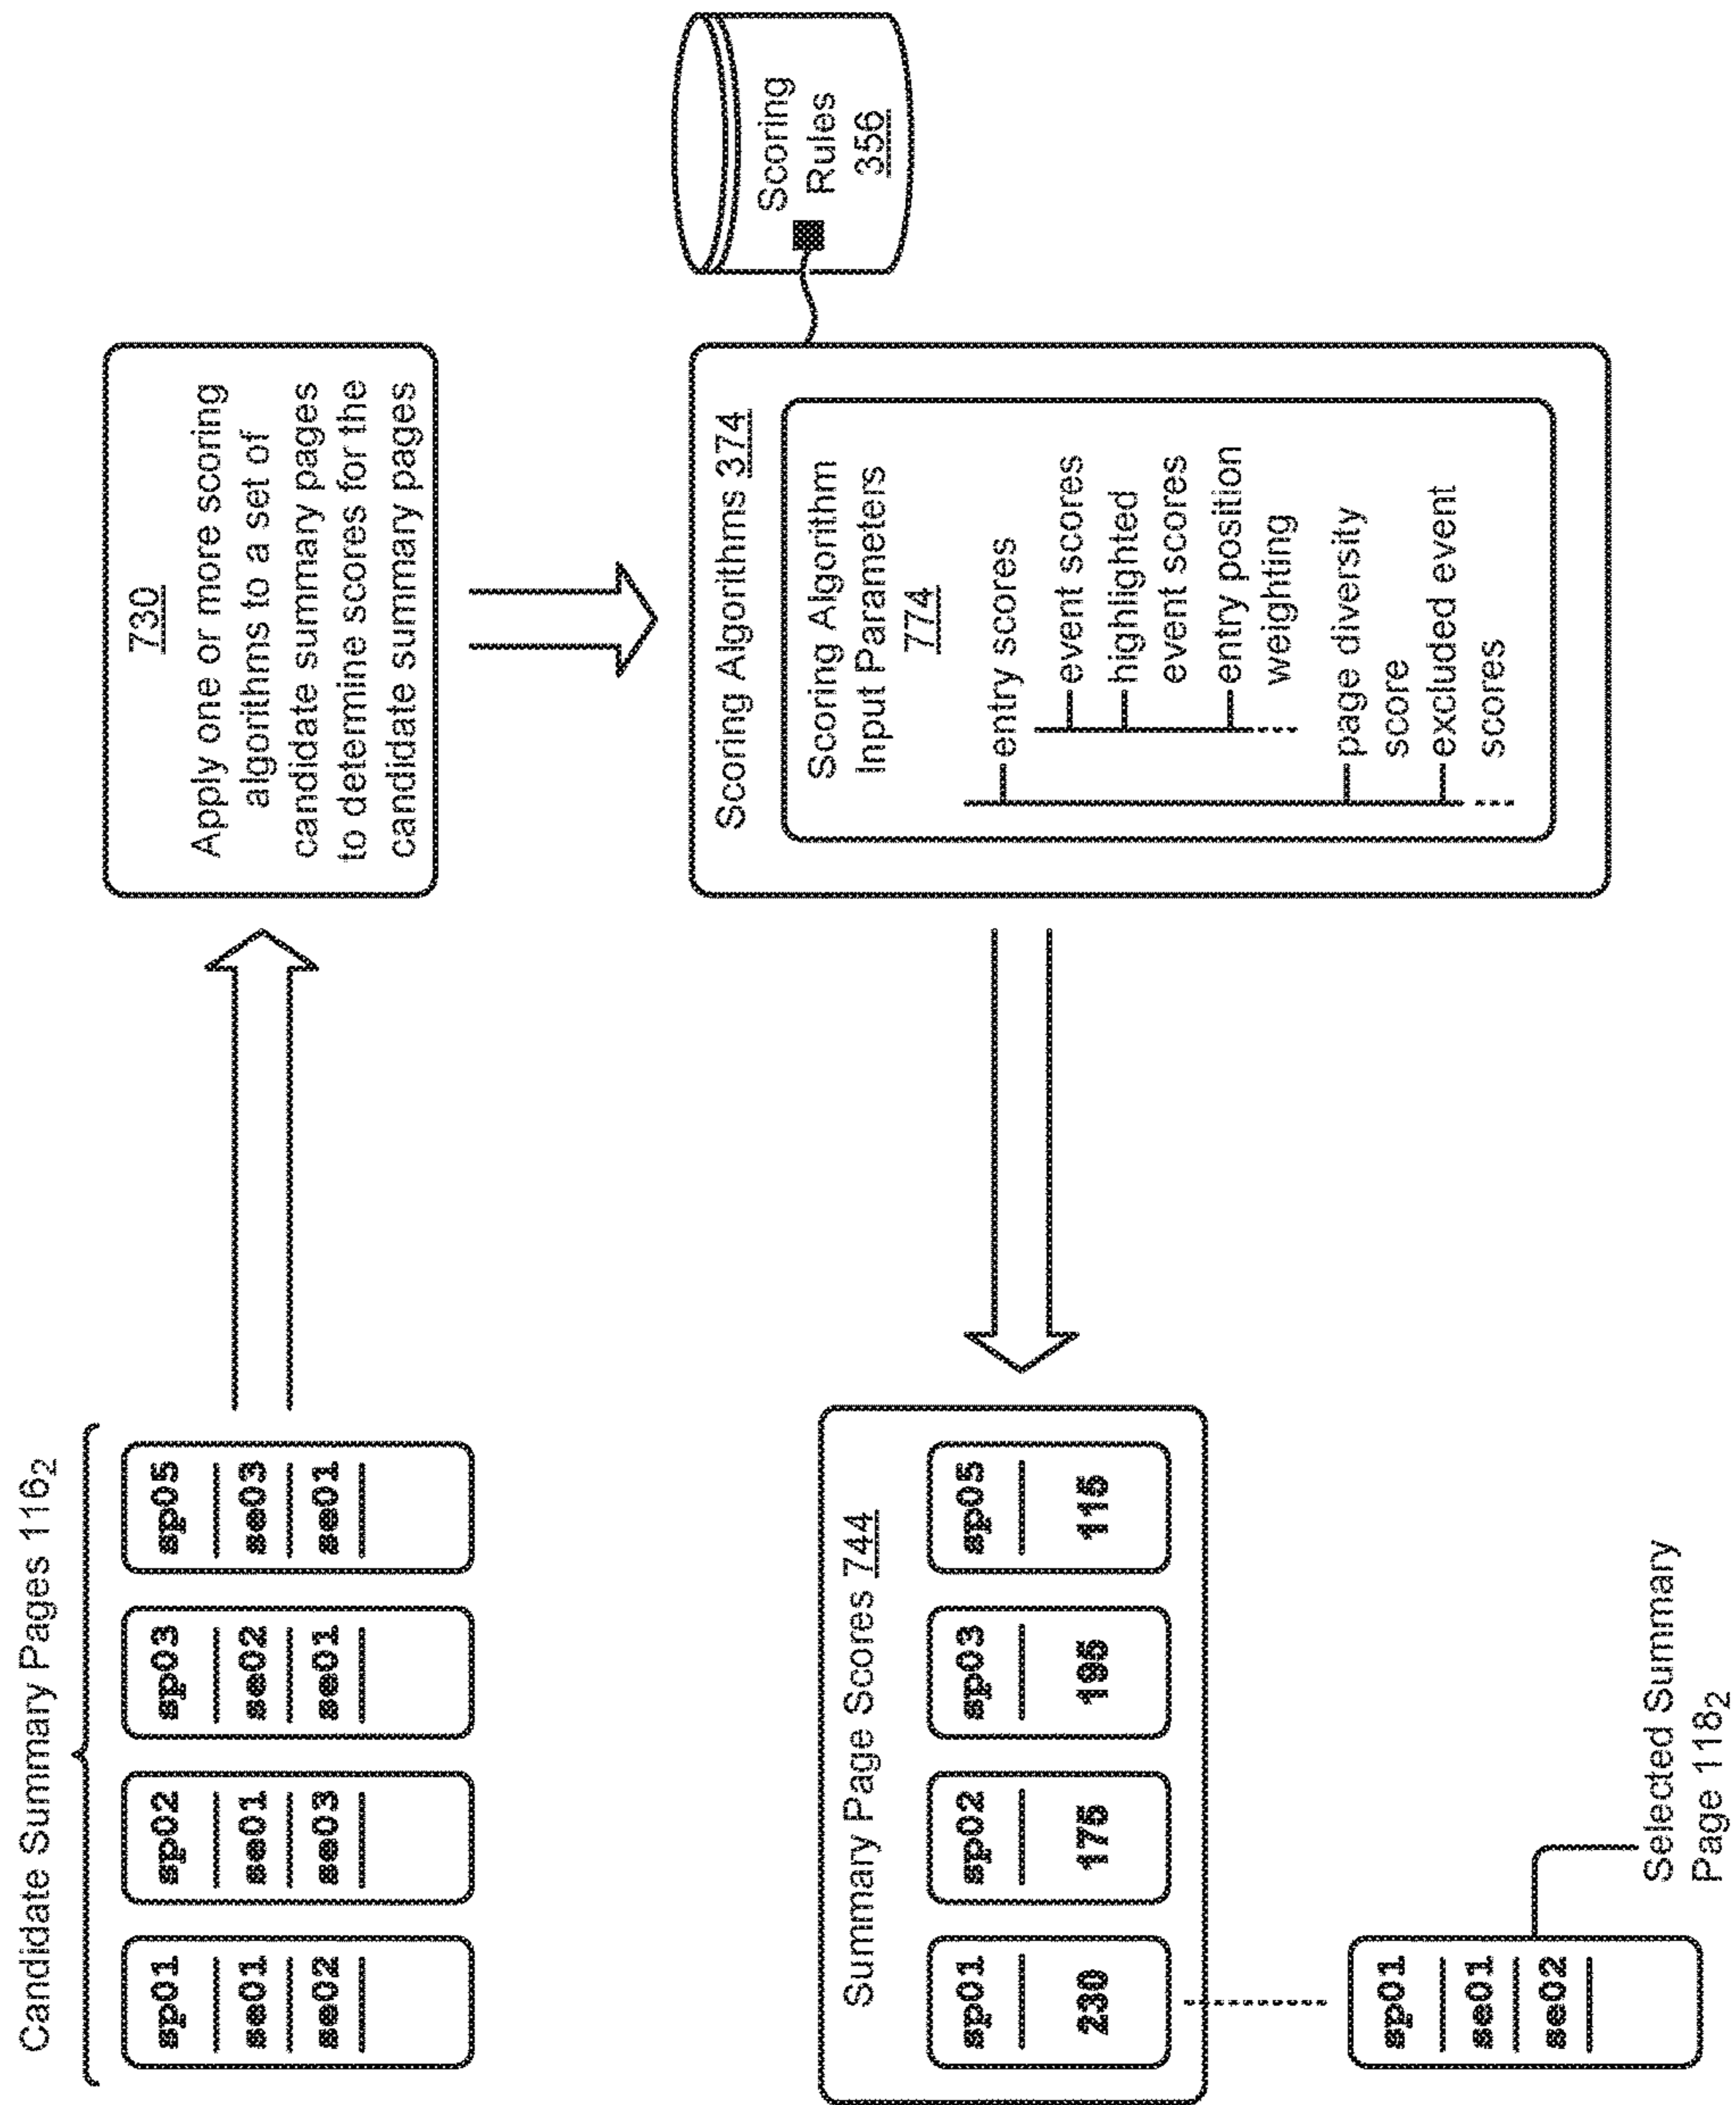 Candidate Summary Pages 116₂
sp01
se01
se02
sp02
se01
se03
sp03
se02
se01
sp05
se03
se01
730
Apply one or more scoring
algorithms to a set of
candidate summary pages
to determine scores for the
candidate summary pages
Scoring Algorithms 374
Scoring Algorithm
Input Parameters
774
entry scores
event scores
highlighted
event scores
entry position
weighting
page diversity
score
excluded event
scores
Scoring
Rules
356
Summary Page Scores 744
sp01
230
sp02
175
sp03
195
sp05
115
sp01
se01
se02
Selected Summary
Page 118₂